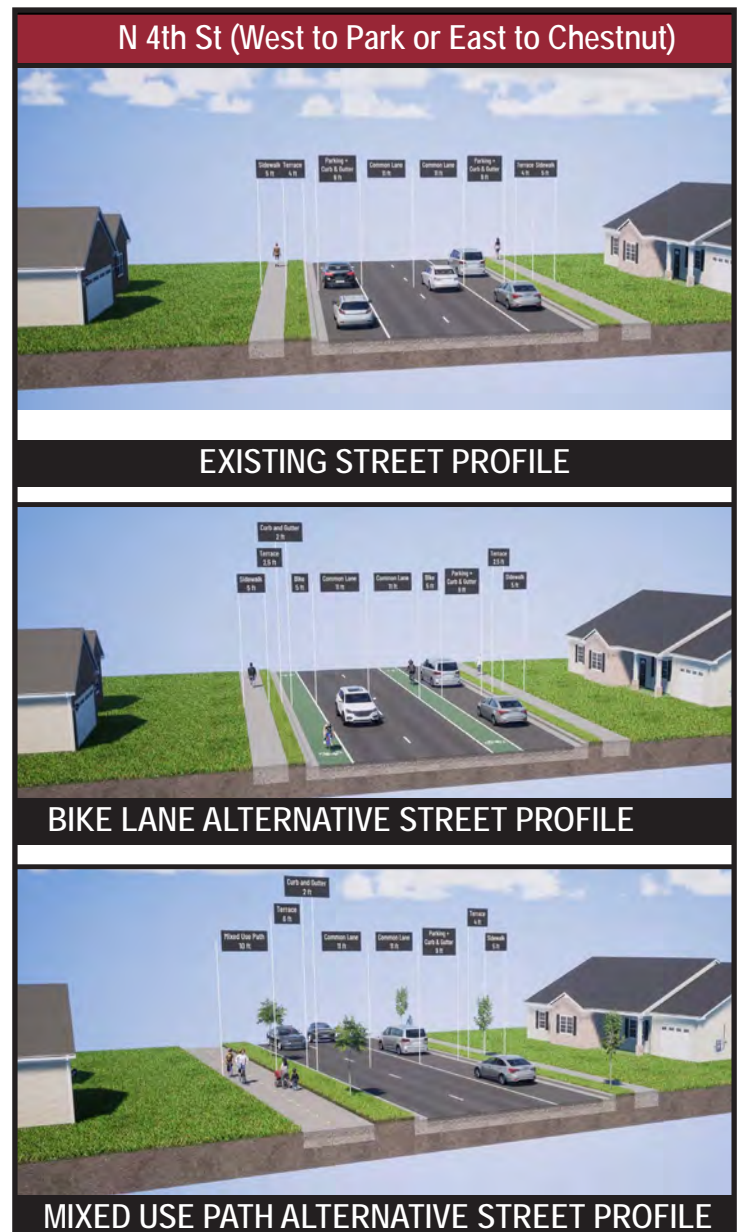 N 4th St (West to Park or East to Chestnut)
Sidewalk Terrace
5 ft 4 ft
Parking +
Curb & Gutter
9 ft
Common Lane
11 ft
Common Lane
11 ft
Parking +
Curb & Gutter
9 ft
Terrace Sidewalk
4 ft 5 ft
EXISTING STREET PROFILE
Curb and Gutter
2 ft
Terrace
2.5 ft
Sidewalk
5 ft
Bike
5 ft
Common Lane
11 ft
Common Lane
11 ft
Bike
5 ft
Parking +
Curb & Gutter
9 ft
Terrace
2.5 ft
Sidewalk
5 ft
BIKE LANE ALTERNATIVE STREET PROFILE
Curb and Gutter
2 ft
Terrace
6 ft
Mixed Use Path
10 ft
Common Lane
11 ft
Common Lane
11 ft
Parking +
Curb & Gutter
9 ft
Terrace
4 ft
Sidewalk
5 ft
MIXED USE PATH ALTERNATIVE STREET PROFILE